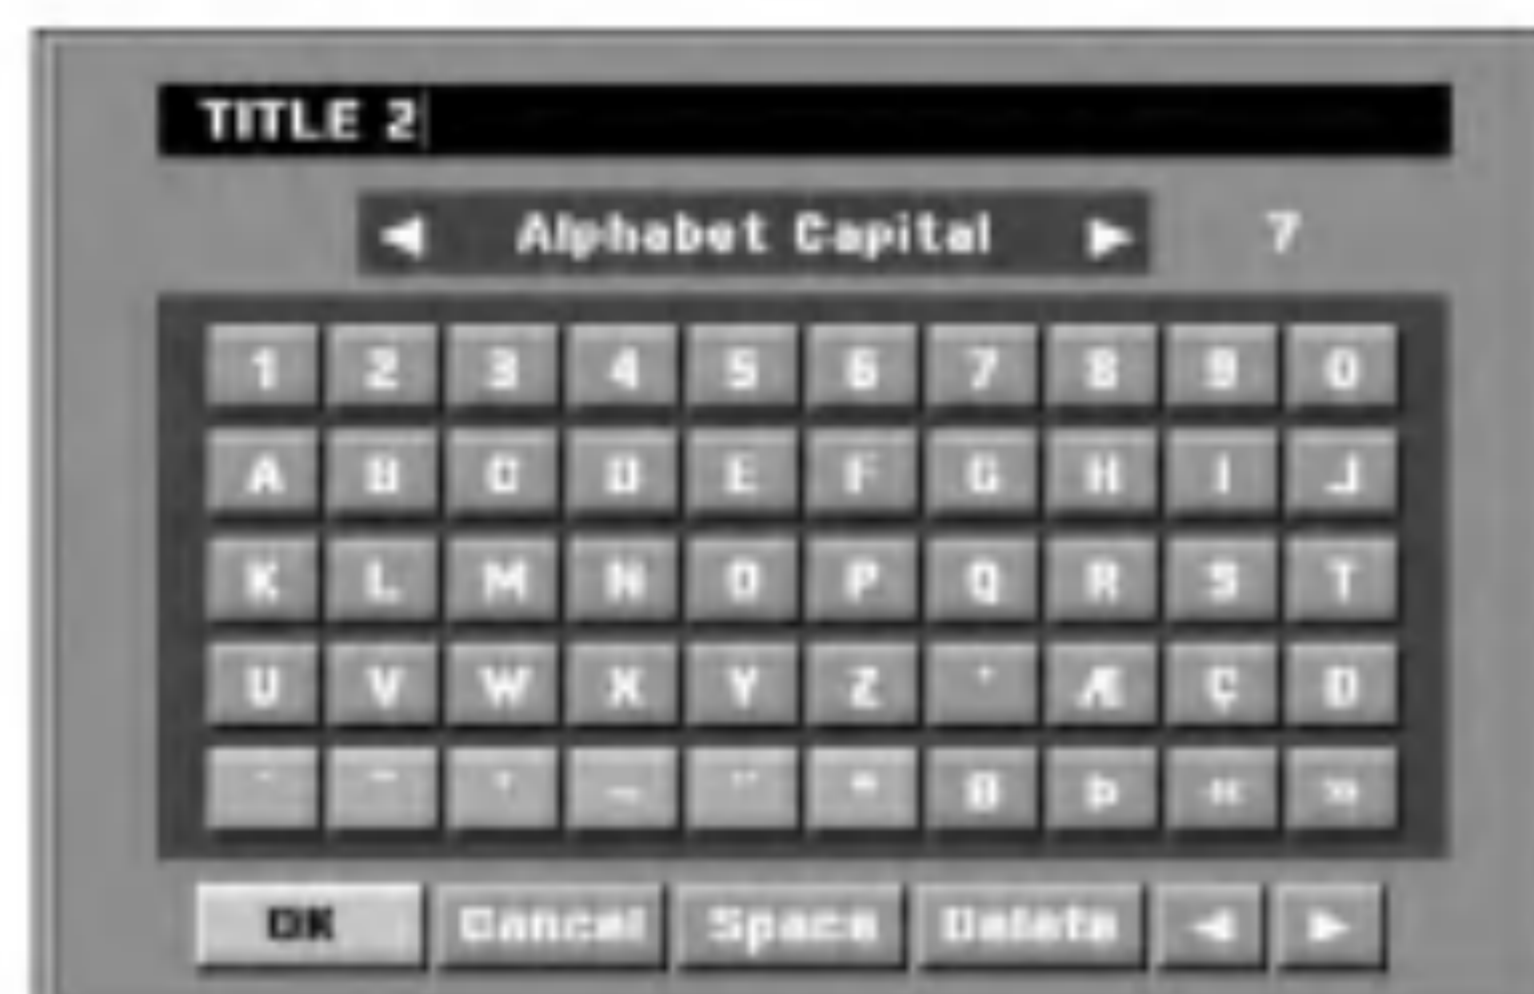 TITLE 2
◀ Alphabet Capital ▶ 7
1 2 3 4 5 6 7 8 9 0
A B C D E F G H I J
K L M N O P Q R S T
U V W X Y Z Æ Ç Ð
Ø Þ « »
OK Cancel Space Delete ◀ ▶